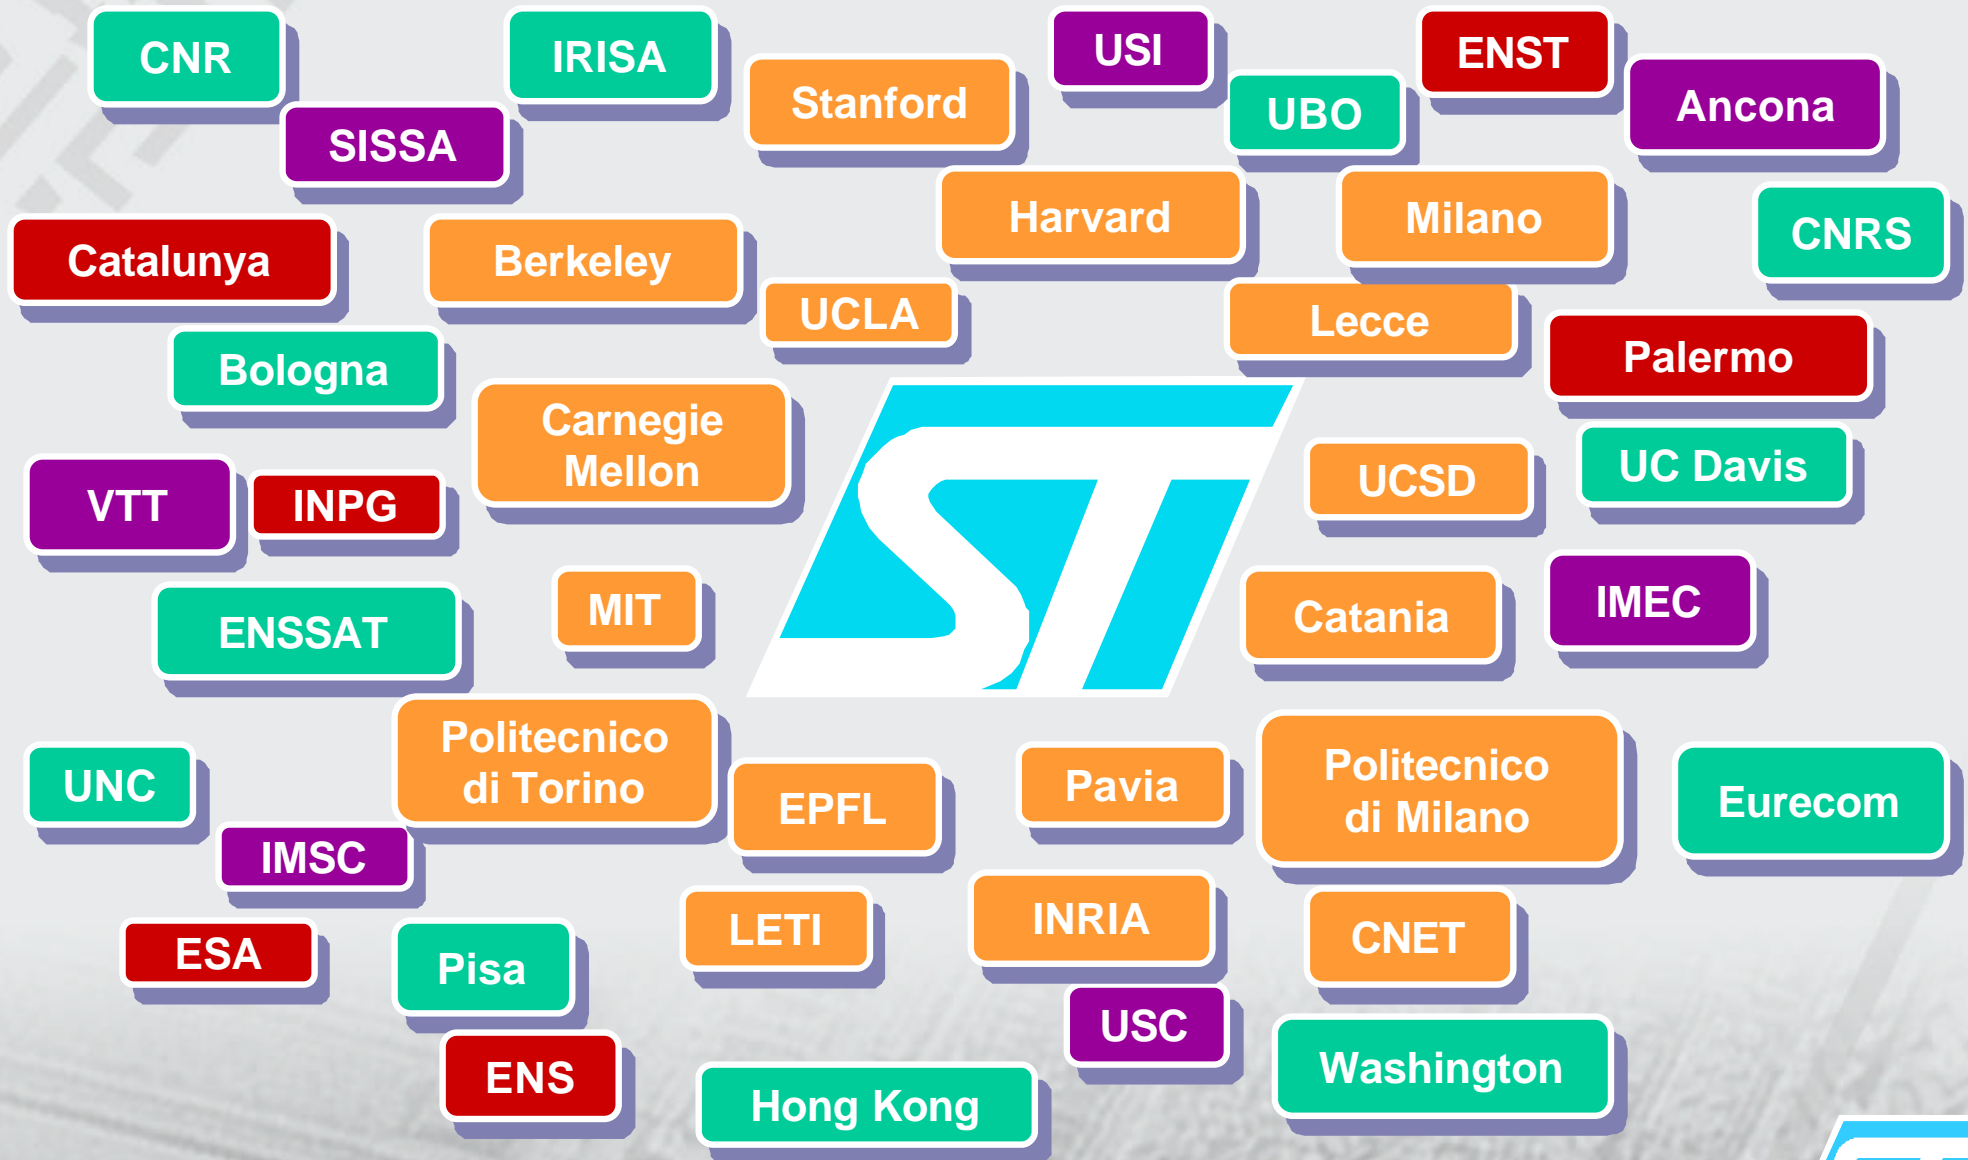 CNR
IRISA
USI
ENST
Stanford
UBO
Ancona
SISSA
Harvard
Milano
CNRS
Catalunya
Berkeley
UCLA
Lecce
Bologna
Palermo
Carnegie
Mellon
UCSD
UC Davis
VTT
INPG
ST
MIT
Catania
IMEC
ENSSAT
Politecnico
di Torino
UNC
EPFL
Pavia
Politecnico
di Milano
Eurecom
IMSC
LETI
INRIA
CNET
ESA
Pisa
USC
ENS
Washington
Hong Kong